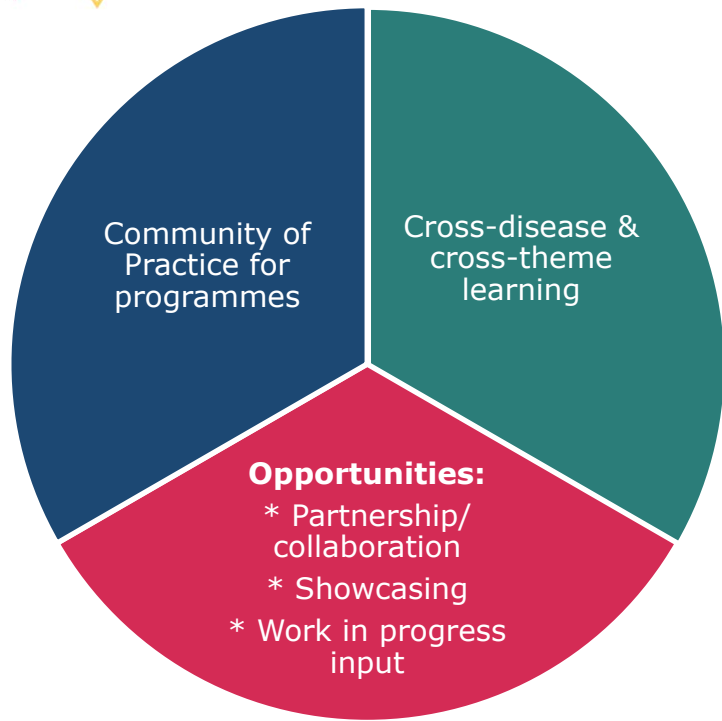 Community of
Practice for
programmes
Cross-disease &
cross-theme
learning
Opportunities:
* Partnership/
collaboration
* Showcasing
* Work in progress
input